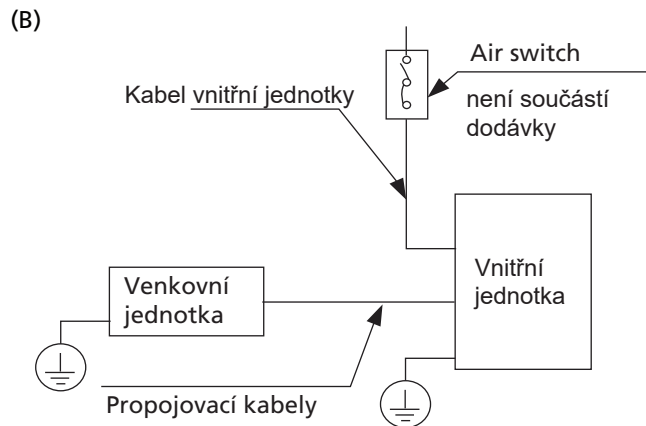 (B)
Air switch
není součástí
dodávky
Kabel vnitřní jednotky
Venkovní
jednotka
Vnitřní
jednotka
Propojovací kabely